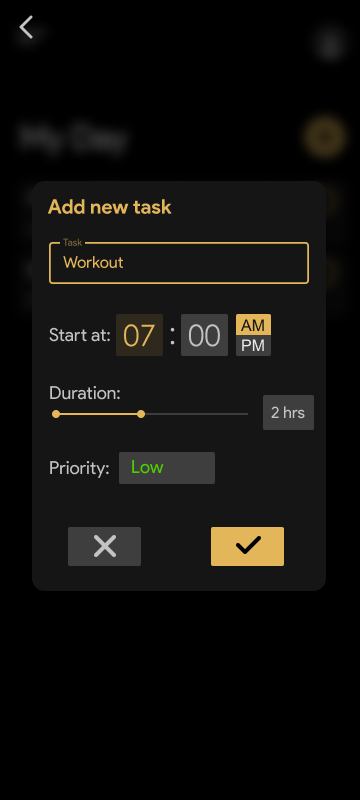 My Day
Add new task
Task
Workout
Start at: 07 : 00 AM
PM
Duration:
2 hrs
Priority: Low